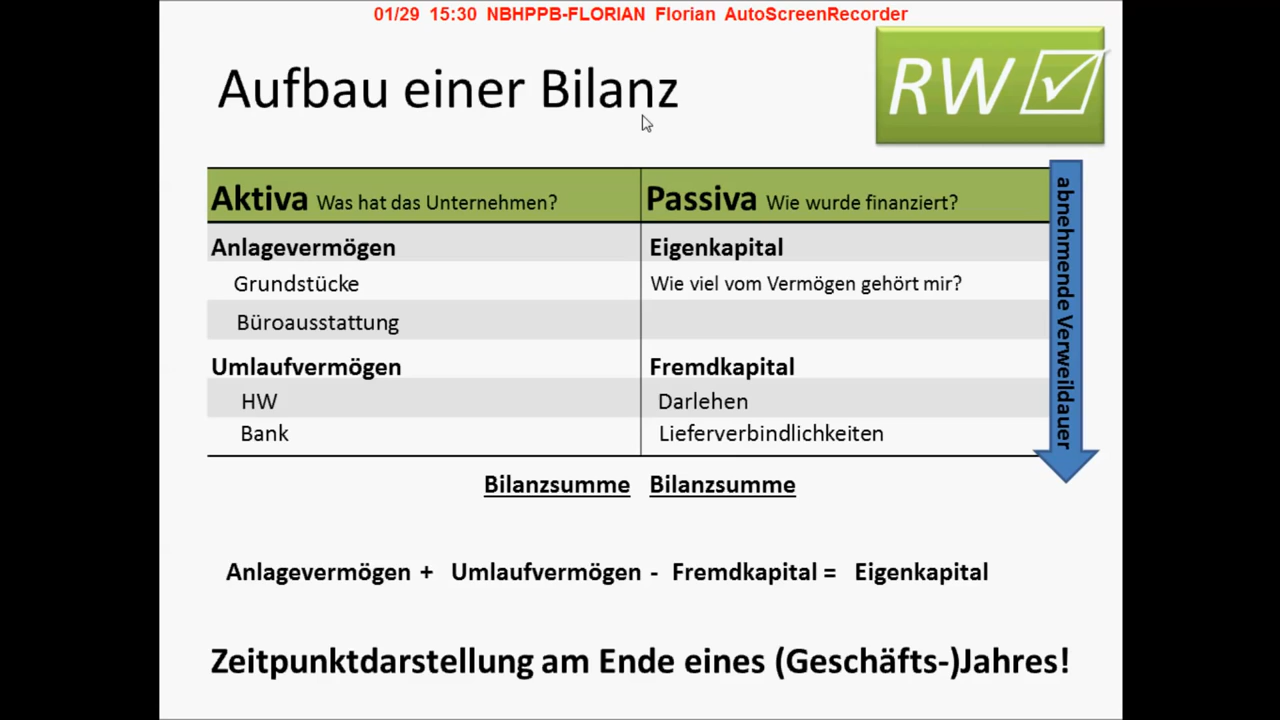 01/29 15:30 NBHPPB-FLORIAN Florian AutoScreenRecorder
Aufbau einer Bilanz
RW
Aktiva Was hat das Unternehmen? Passiva Wie wurde finanziert?
Anlagevermögen Eigenkapital
Grundstücke Wie viel vom Vermögen gehört mir?
Büroausstattung
Umlaufvermögen Fremdkapital
HW Darlehen
Bank Lieferverbindlichkeiten
abnehmende Verweildauer
Bilanzsumme Bilanzsumme
Anlagevermögen + Umlaufvermögen - Fremdkapital = Eigenkapital
Zeitpunktdarstellung am Ende eines (Geschäfts-)Jahres!